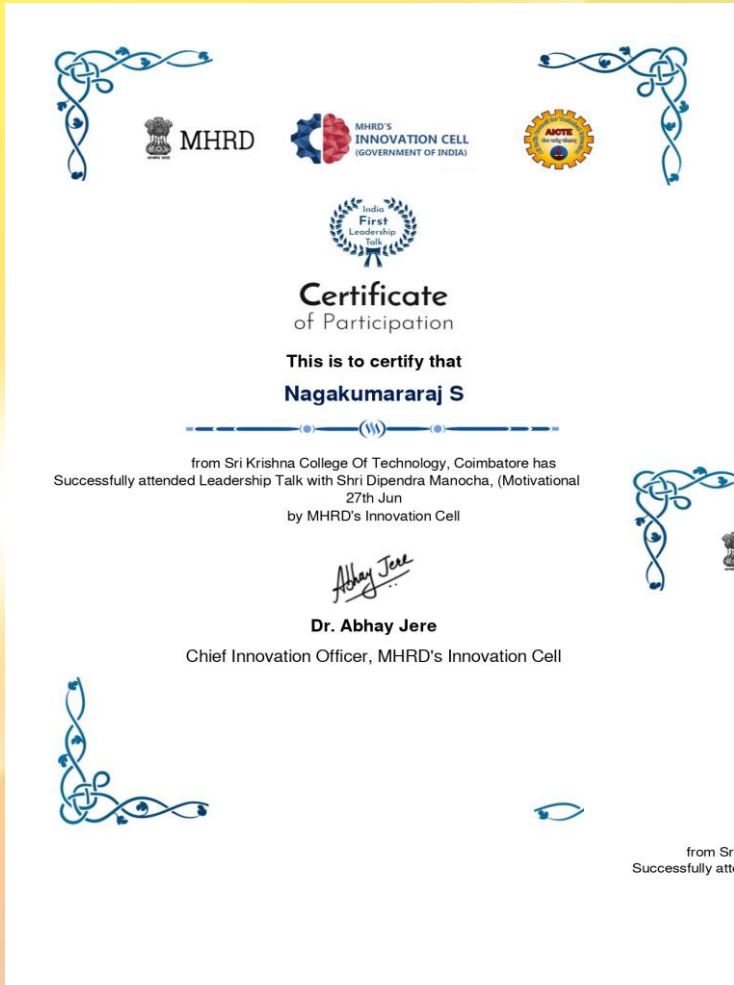 MHRD
MHRD'S
INNOVATION CELL
(GOVERNMENT OF INDIA)
AICTE
India
First
Leadership
Talk
Certificate
of Participation
This is to certify that
Nagakumararaj S
from Sri Krishna College Of Technology, Coimbatore has
Successfully attended Leadership Talk with Shri Dipendra Manocha, (Motivational
27th Jun
by MHRD's Innovation Cell
Abhay Jere
Dr. Abhay Jere
Chief Innovation Officer, MHRD's Innovation Cell
from Sr
Successfully att